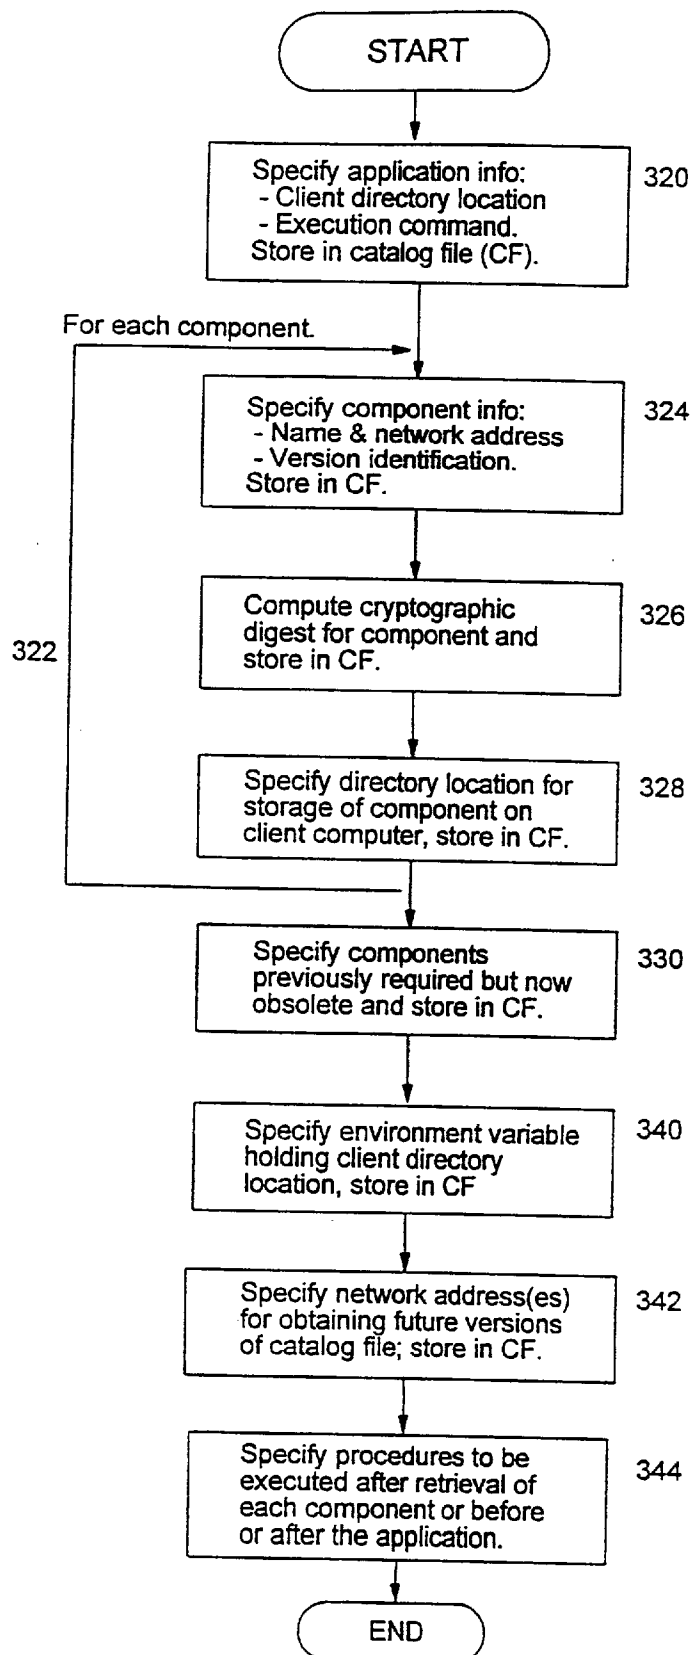 START
Specify application info:
- Client directory location
- Execution command.
Store in catalog file (CF).
320
For each component.
Specify component info:
- Name & network address
- Version identification.
Store in CF.
324
Compute cryptographic
digest for component and
store in CF.
326
322
Specify directory location for
storage of component on
client computer, store in CF.
328
Specify components
previously required but now
obsolete and store in CF.
330
Specify environment variable
holding client directory
location, store in CF
340
Specify network address(es)
for obtaining future versions
of catalog file; store in CF.
342
Specify procedures to be
executed after retrieval of
each component or before
or after the application.
344
END